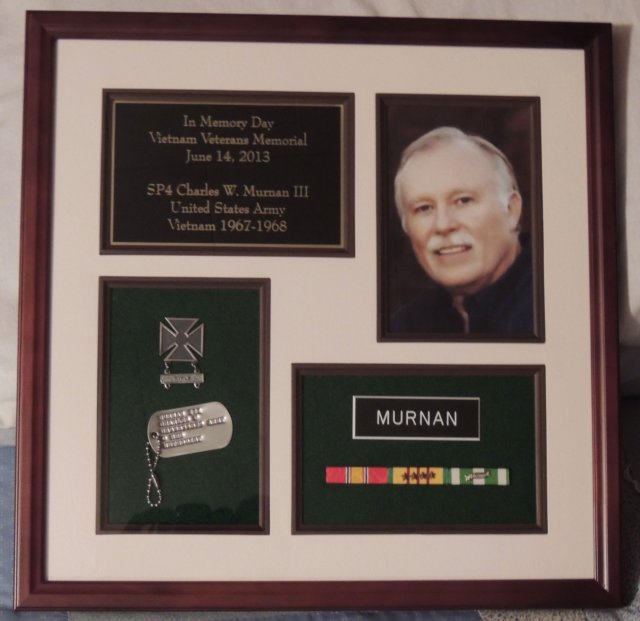 In Memory Day
Vietnam Veterans Memorial
June 14, 2013
SP4 Charles W. Murnan III
United States Army
Vietnam 1967-1968
MURNAN